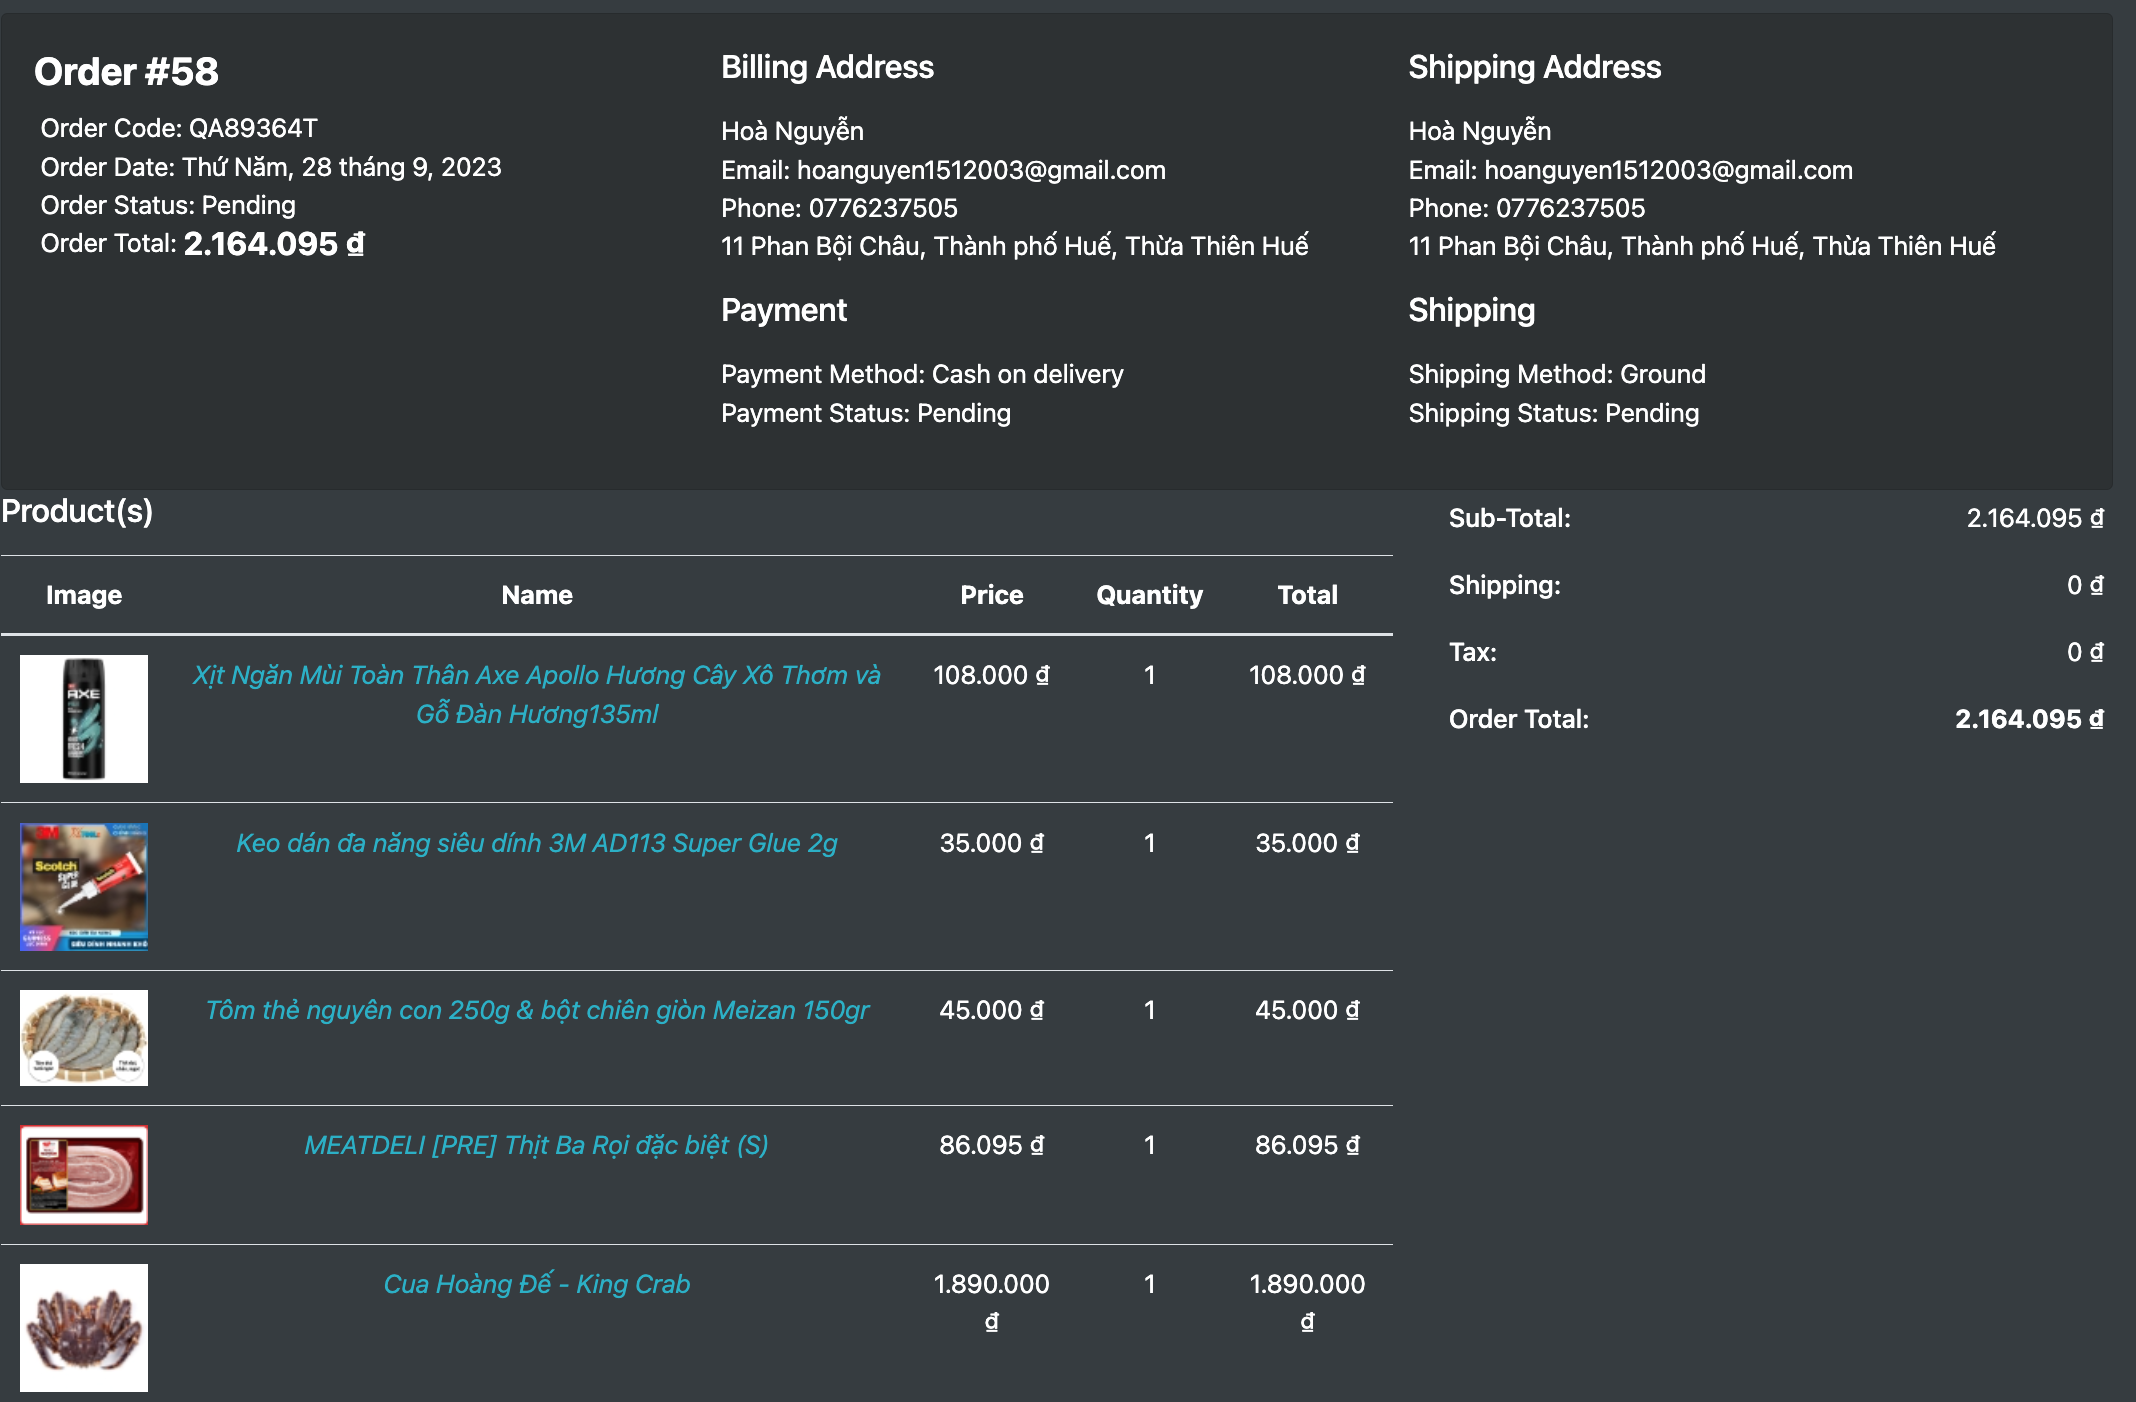 Order #58
Order Code: QA89364T
Order Date: Thứ Năm, 28 tháng 9, 2023
Order Status: Pending
Order Total: 2.164.095 ₫
Billing Address
Hoà Nguyễn
Email: hoanguyen1512003@gmail.com
Phone: 0776237505
11 Phan Bội Châu, Thành phố Huế, Thừa Thiên Huế
Payment
Payment Method: Cash on delivery
Payment Status: Pending
Shipping Address
Hoà Nguyễn
Email: hoanguyen1512003@gmail.com
Phone: 0776237505
11 Phan Bội Châu, Thành phố Huế, Thừa Thiên Huế
Shipping
Shipping Method: Ground
Shipping Status: Pending
Product(s)
Image Name Price Quantity Total
AXE
Xịt Ngăn Mùi Toàn Thân Axe Apollo Hương Cây Xô Thơm và
Gỗ Đàn Hương135ml
108.000 ₫ 1 108.000 ₫
3M
Scotch
SUPER
GLUE
Keo dán đa năng siêu dính 3M AD113 Super Glue 2g 35.000 ₫ 1 35.000 ₫
Tôm thẻ nguyên con 250g & bột chiên giòn Meizan 150gr 45.000 ₫ 1 45.000 ₫
MEATDELI [PRE] Thịt Ba Rọi đặc biệt (S) 86.095 ₫ 1 86.095 ₫
Cua Hoàng Đế - King Crab 1.890.000 ₫ 1 1.890.000 ₫
Sub-Total: 2.164.095 ₫
Shipping: 0 ₫
Tax: 0 ₫
Order Total: 2.164.095 ₫